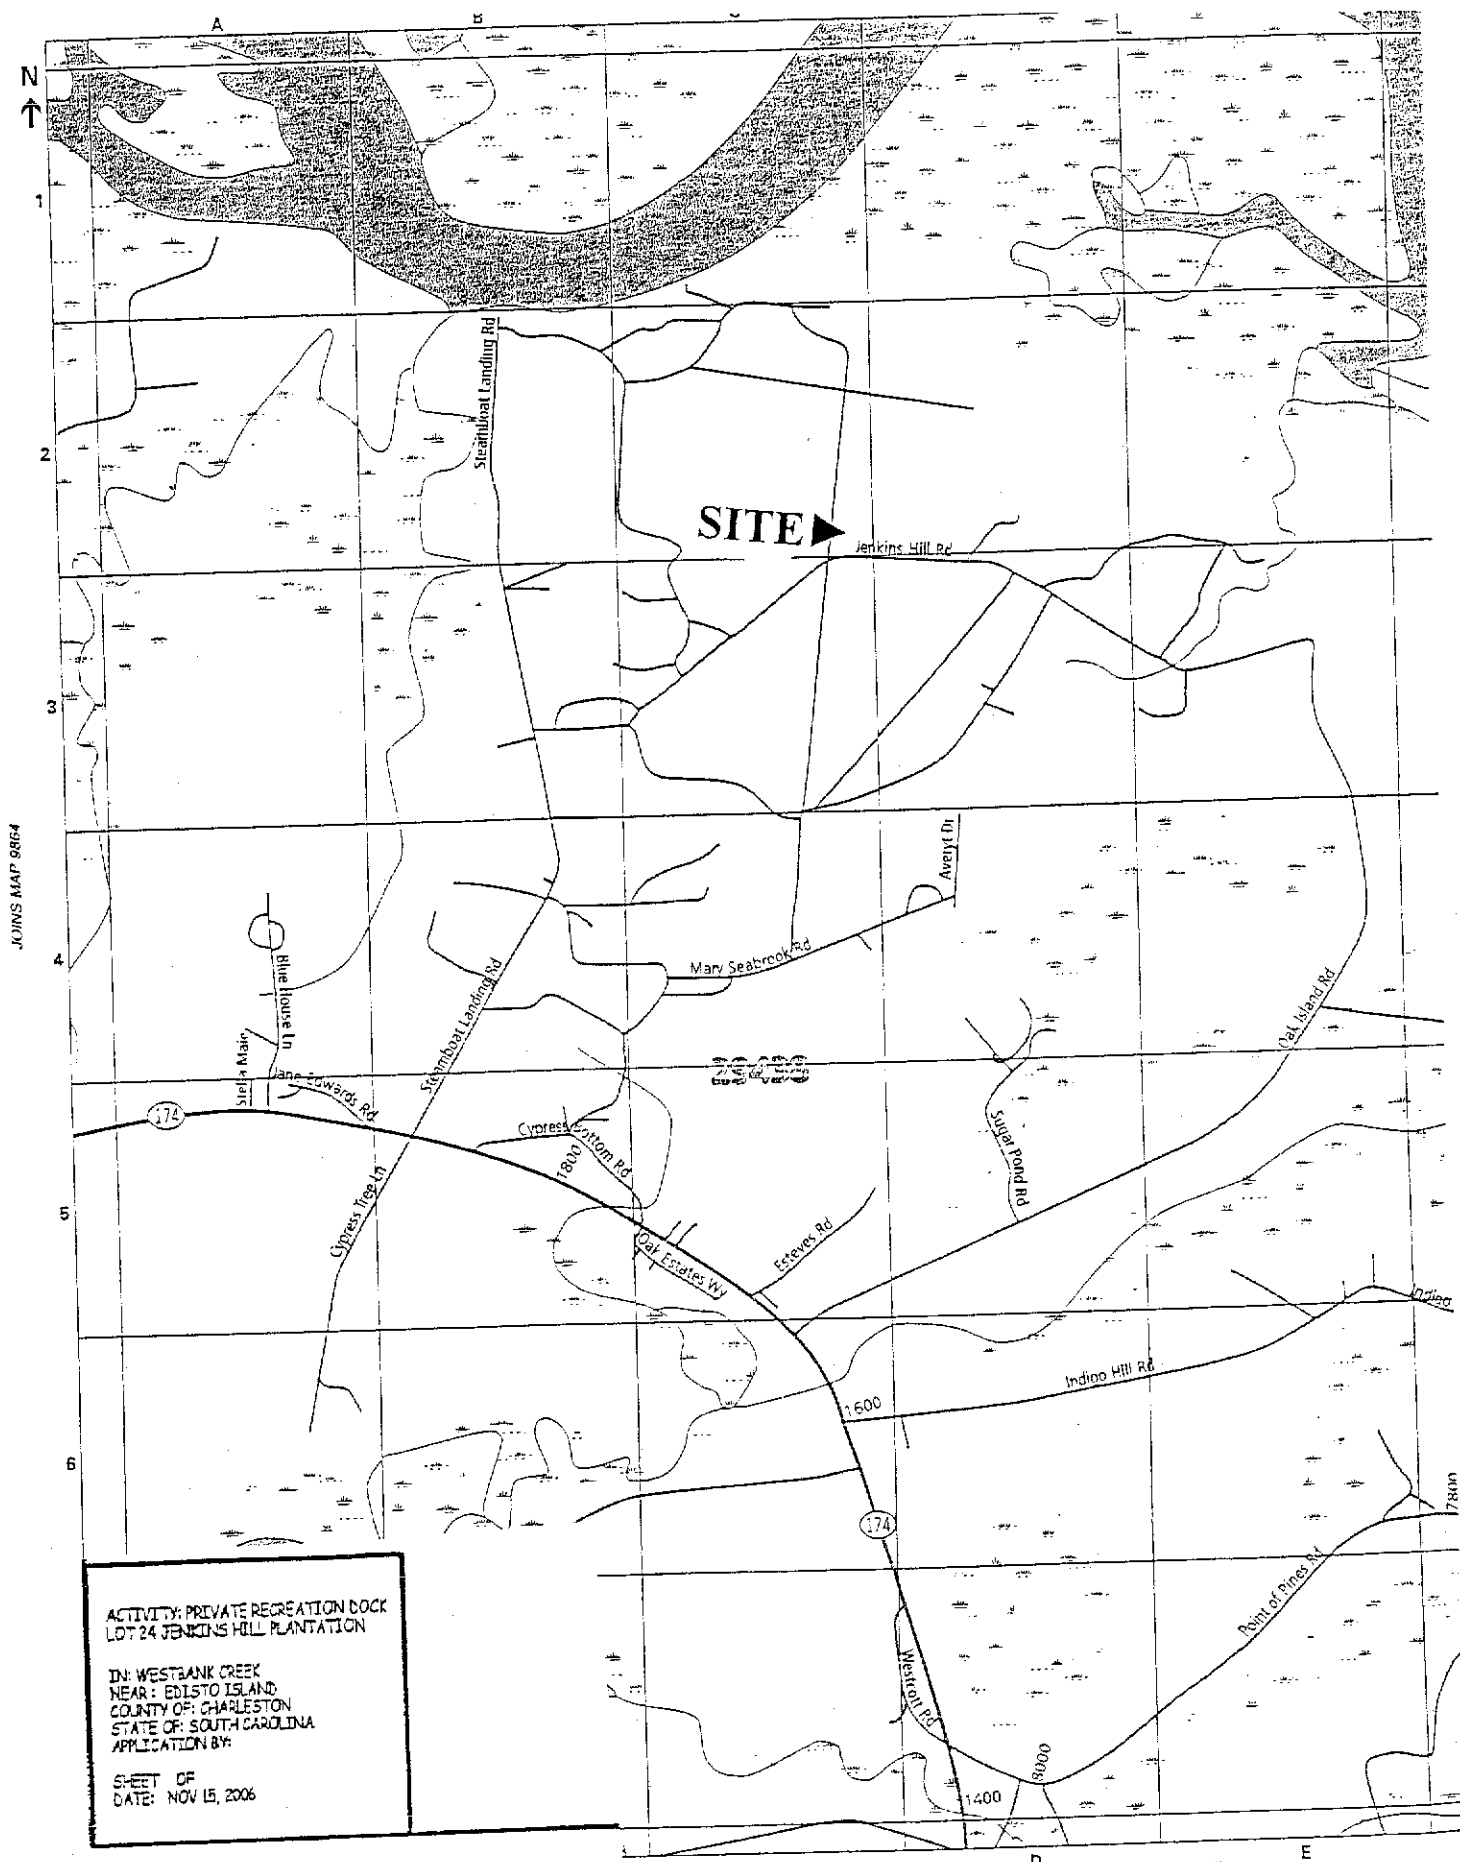 A
B
N
1
Steamboat Landing Rd
2
SITE
Jenkins Hill Rd
3
JOINS MAP 9864
Averyt Dr
4
Mary Seabrook Rd
Blue House Ln
Steamboat Landing Rd
Oak Island Rd
29438
Jane Edwards Rd
174
Cypress Bottom Rd
1800
Sugar Pond Rd
Cypress Tree Ln
5
Oak Estates Wy
Esteves Rd
Indigo
Indigo Hill Rd
1600
6
174
7800
Point of Pines Rd
Westcott Rd
8000
1400
D
E
ACTIVITY: PRIVATE RECREATION DOCK
LOT 24 JENKINS HILL PLANTATION
IN: WESTBANK CREEK
NEAR: EDISTO ISLAND
COUNTY OF: CHARLESTON
STATE OF: SOUTH CAROLINA
APPLICATION BY:
SHEET OF
DATE: NOV 15, 2006